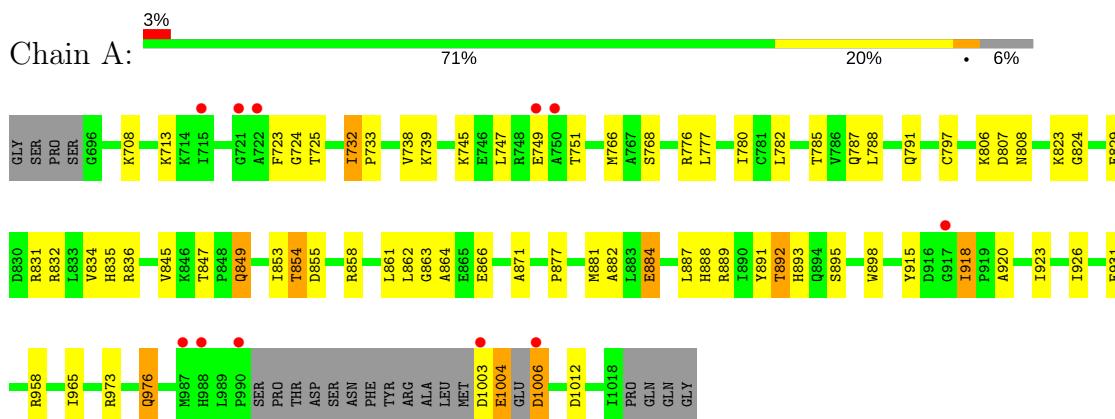 3%
Chain A:
71% 20% • 6%
GLY SER PRO SER G696 K708 K713 K714 I715 G721 A722 F723 G724 T725 I732 P733 V738 K739 K745 E746 L747 R748 E749 A750 T751 M766 A767 S768 R776 L777 I780 C781 L782 T785 V786 Q787 L788 Q791 C797 K806 D807 N808 K823 G824
D830 R831 R832 L833 V834 H835 R836 V845 K846 T847 P848 Q849 I853 T854 D855 R858 L861 L862 G863 A864 E865 E866 A871 P877 M881 A882 L883 E884 L887 H888 R889 I890 Y891 T892 H893 Q894 S895 W898 Y915 D916 G917 I918 P919 A920 I923 I926
R958 I965 R973 Q976 M987 H988 L989 P990 SER PRO THR ASP SER ASN PHE TYR ARG ALA LEU MET D1003 E1004 GLU D1006 D1012 I1018 PRO GLN GLN GLY